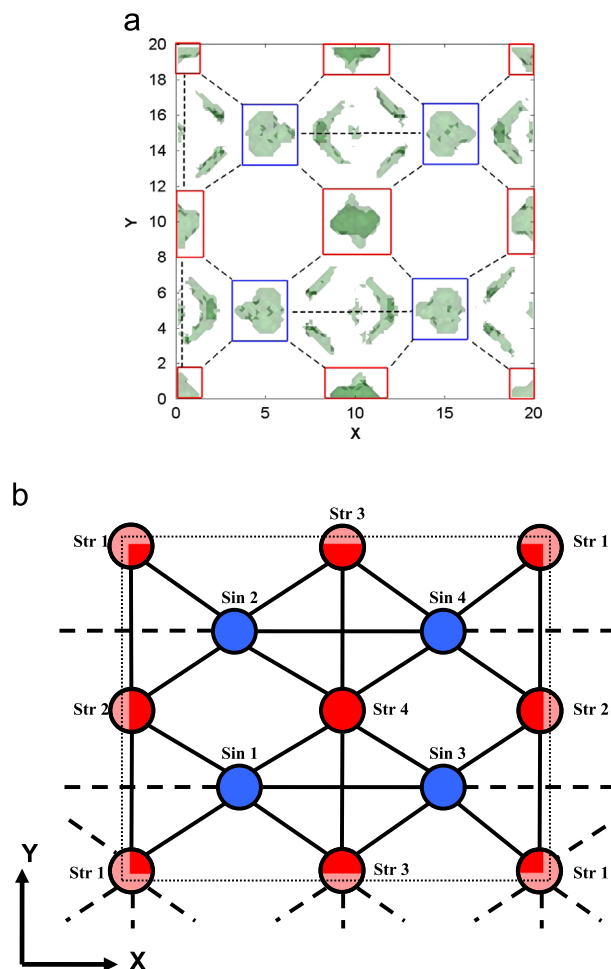 a
20
18
16
14
12
10
8
6
4
2
0
Y
0 5 10 15 20
X
b
Str 1 Str 3 Str 1
Sin 2 Sin 4
Str 2 Str 4 Str 2
Sin 1 Sin 3
Str 1 Str 3 Str 1
Y
X